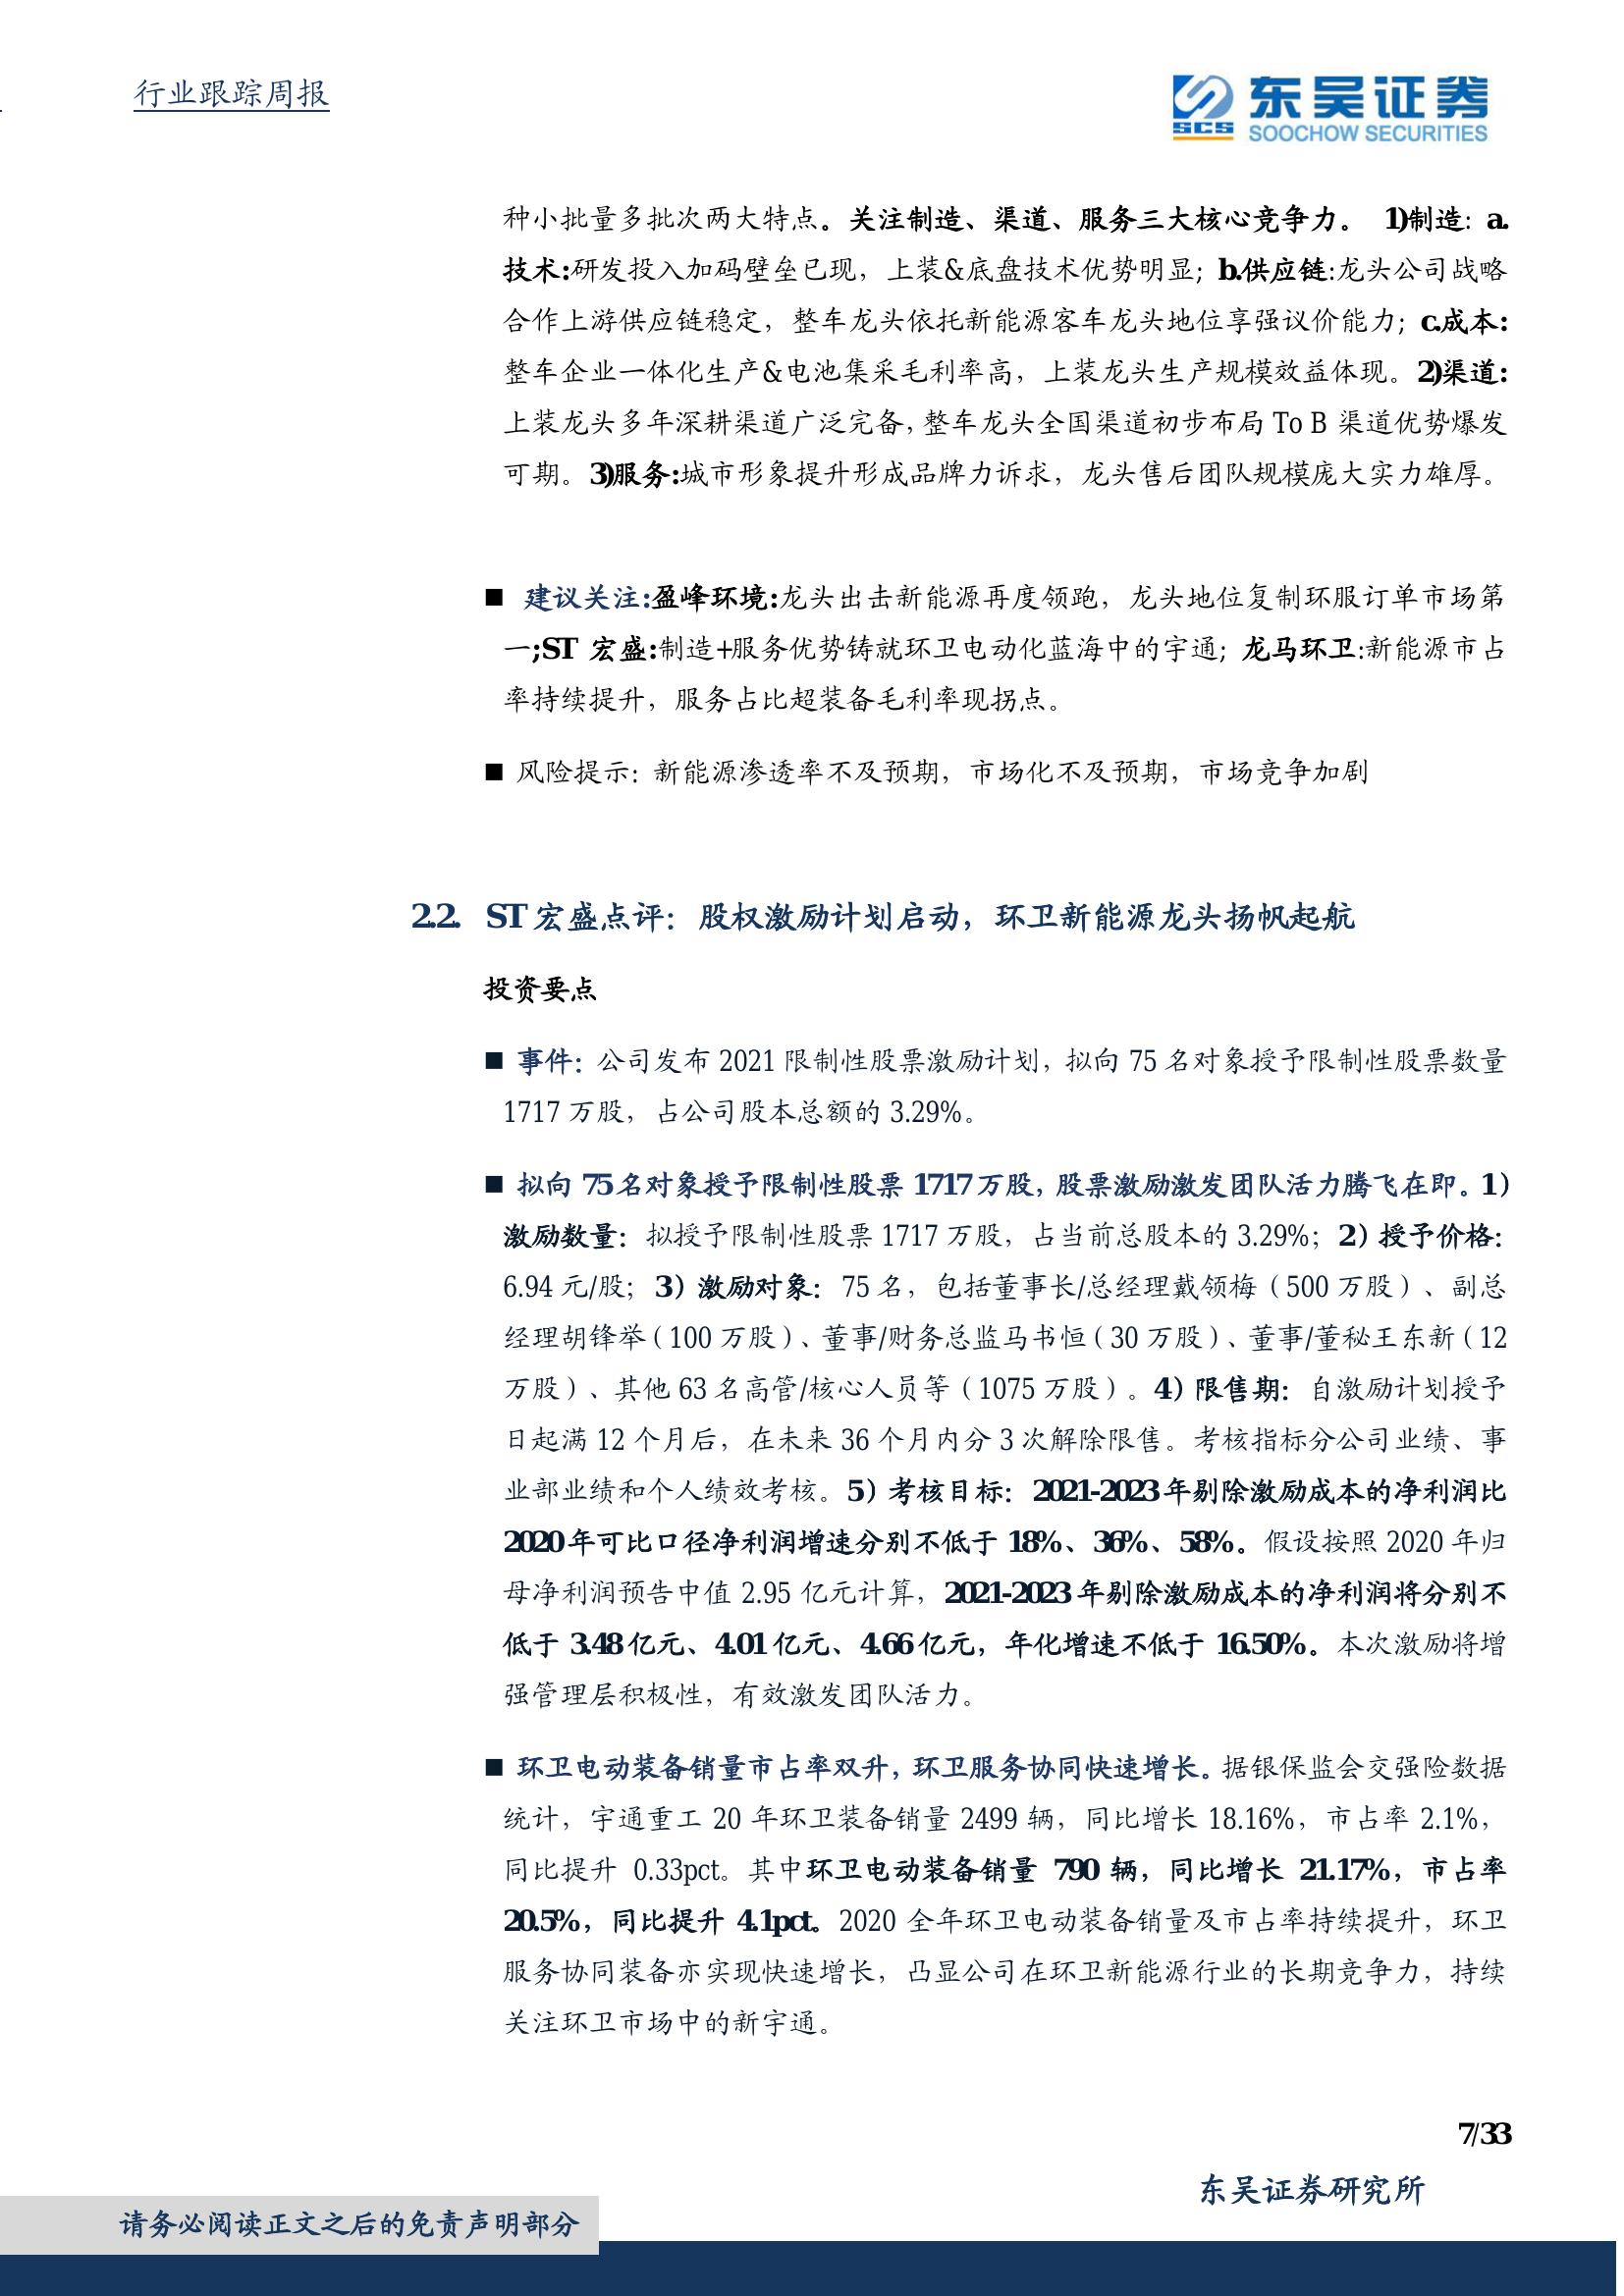 行业跟踪周报
SCS 东吴证券
SOOCHOW SECURITIES
种小批量多批次两大特点。关注制造、渠道、服务三大核心竞争力。 1)制造：a.
技术:研发投入加码壁垒已现，上装&底盘技术优势明显；b.供应链:龙头公司战略
合作上游供应链稳定，整车龙头依托新能源客车龙头地位享强议价能力；c.成本:
整车企业一体化生产&电池集采毛利率高，上装龙头生产规模效益体现。2)渠道:
上装龙头多年深耕渠道广泛完备，整车龙头全国渠道初步布局 To B 渠道优势爆发
可期。3)服务:城市形象提升形成品牌力诉求，龙头售后团队规模庞大实力雄厚。
■ 建议关注:盈峰环境:龙头出击新能源再度领跑，龙头地位复制环服订单市场第
一;ST 宏盛:制造+服务优势铸就环卫电动化蓝海中的宇通；龙马环卫:新能源市占
率持续提升，服务占比超装备毛利率现拐点。
■ 风险提示：新能源渗透率不及预期，市场化不及预期，市场竞争加剧
2.2. ST 宏盛点评：股权激励计划启动，环卫新能源龙头扬帆起航
投资要点
■ 事件：公司发布 2021 限制性股票激励计划，拟向 75 名对象授予限制性股票数量
1717 万股，占公司股本总额的 3.29%。
■ 拟向 75 名对象授予限制性股票 1717 万股，股票激励激发团队活力腾飞在即。1）
激励数量：拟授予限制性股票 1717 万股，占当前总股本的 3.29%；2）授予价格：
6.94 元/股；3）激励对象：75 名，包括董事长/总经理戴领梅（500 万股）、副总
经理胡锋举（100 万股）、董事/财务总监马书恒（30 万股）、董事/董秘王东新（12
万股）、其他 63 名高管/核心人员等（1075 万股）。4）限售期：自激励计划授予
日起满 12 个月后，在未来 36 个月内分 3 次解除限售。考核指标分公司业绩、事
业部业绩和个人绩效考核。5）考核目标：2021-2023 年剔除激励成本的净利润比
2020 年可比口径净利润增速分别不低于 18%、36%、58%。假设按照 2020 年归
母净利润预告中值 2.95 亿元计算，2021-2023 年剔除激励成本的净利润将分别不
低于 3.48 亿元、4.01 亿元、4.66 亿元，年化增速不低于 16.50%。本次激励将增
强管理层积极性，有效激发团队活力。
■ 环卫电动装备销量市占率双升，环卫服务协同快速增长。据银保监会交强险数据
统计，宇通重工 20 年环卫装备销量 2499 辆，同比增长 18.16%，市占率 2.1%，
同比提升 0.33pct。其中环卫电动装备销量 790 辆，同比增长 21.17%，市占率
20.5%，同比提升 4.1pct。2020 全年环卫电动装备销量及市占率持续提升，环卫
服务协同装备亦实现快速增长，凸显公司在环卫新能源行业的长期竞争力，持续
关注环卫市场中的新宇通。
7/33
东吴证券研究所
请务必阅读正文之后的免责声明部分